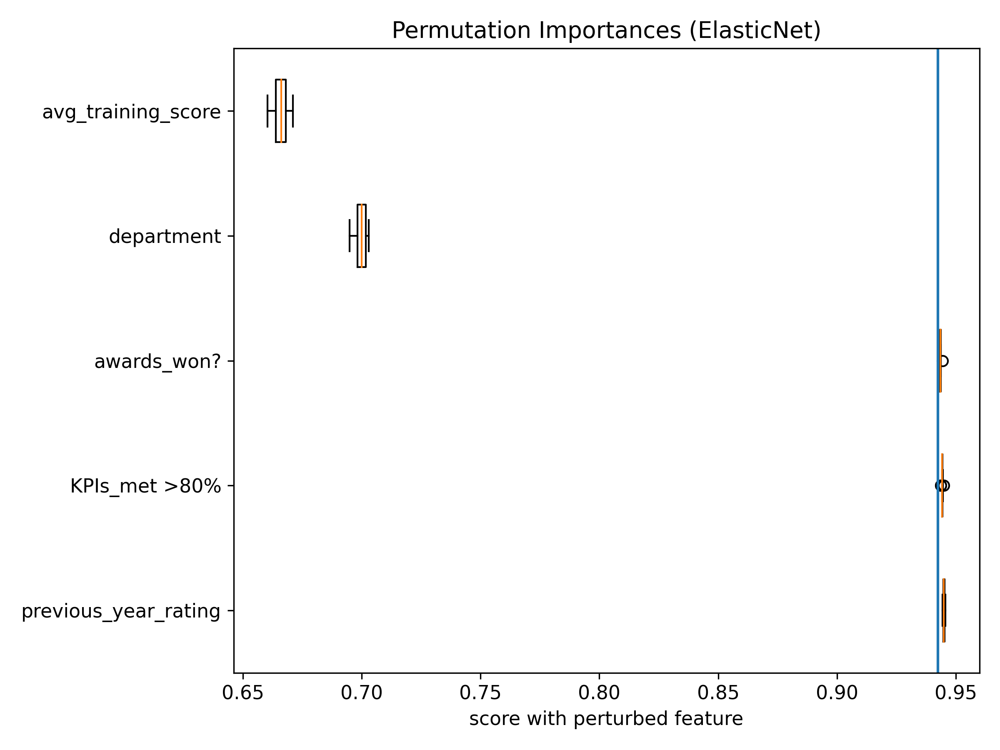 Permutation Importances (ElasticNet)
avg_training_score
department
awards_won?
KPIs_met >80%
previous_year_rating
0.65 0.70 0.75 0.80 0.85 0.90 0.95
score with perturbed feature